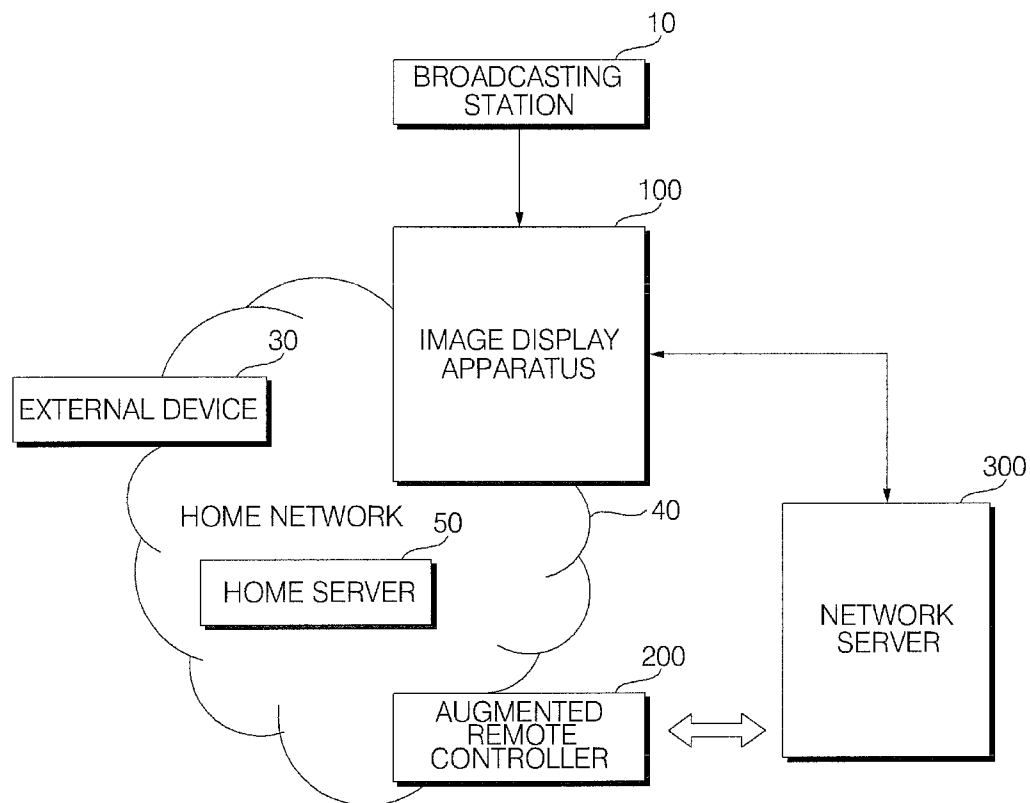 10
BROADCASTING
STATION
100
IMAGE DISPLAY
APPARATUS
30
EXTERNAL DEVICE
300
HOME NETWORK
40
50
HOME SERVER
NETWORK
SERVER
200
AUGMENTED
REMOTE
CONTROLLER